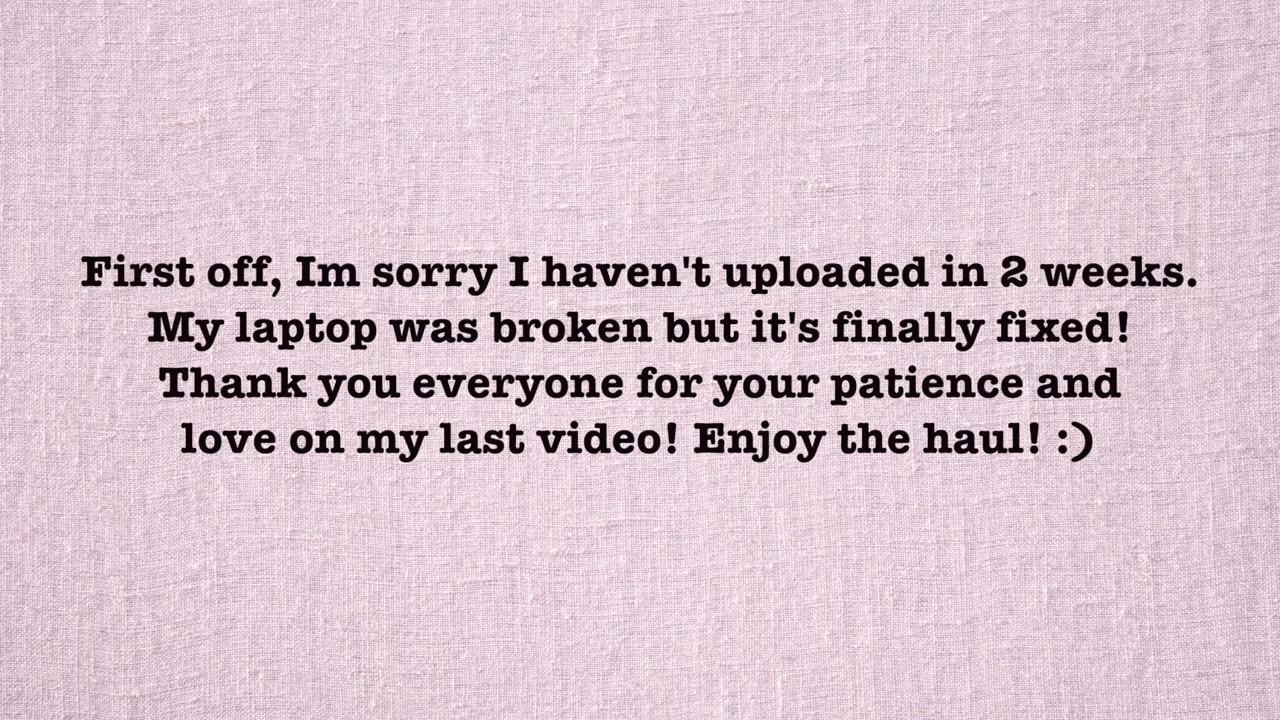 First off, Im sorry I haven't uploaded in 2 weeks.
My laptop was broken but it's finally fixed!
Thank you everyone for your patience and
love on my last video! Enjoy the haul! :)